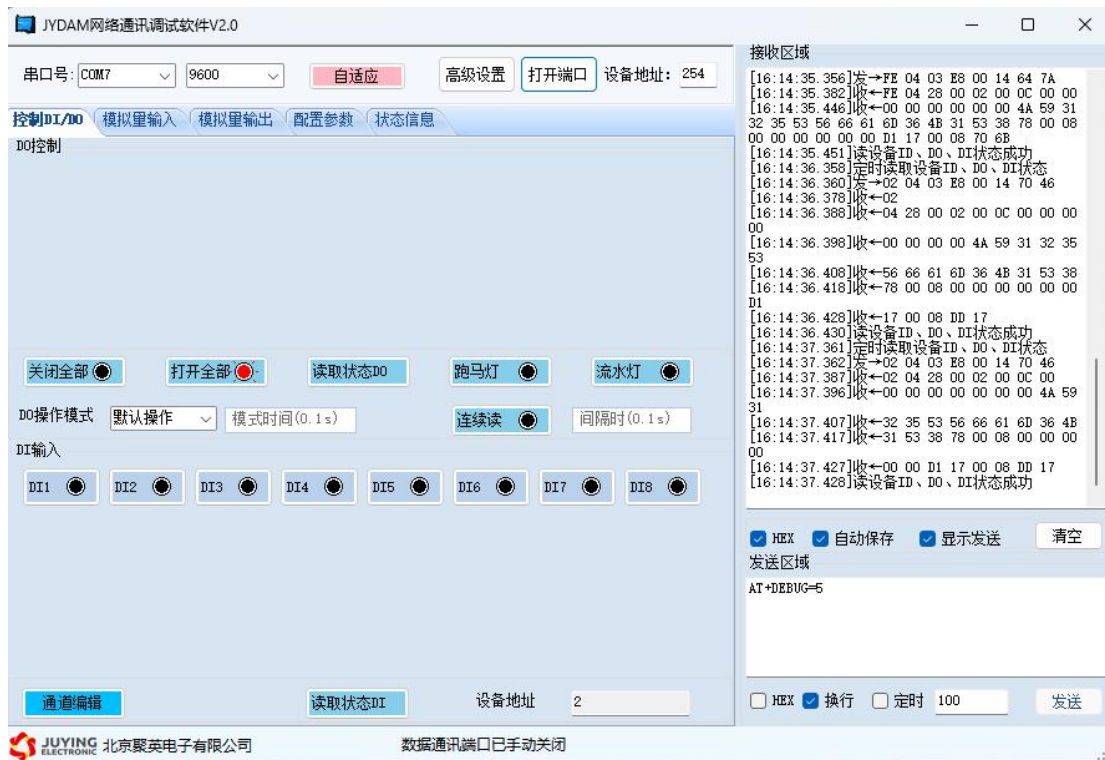 JYDAM网络通讯调试软件V2.0
串口号: COM7 9600 自适应 高级设置 打开端口 设备地址: 254
控制DI/DO 模拟量输入 模拟量输出 配置参数 状态信息
DO控制
关闭全部 打开全部 读取状态DO 跑马灯 流水灯
DO操作模式 默认操作 模式时间(0.1s) 连续读 间隔时(0.1s)
DI输入
DI1 DI2 DI3 DI4 DI5 DI6 DI7 DI8
通道编辑 读取状态DI 设备地址 2
接收区域
[16:14:35.356]发→FE 04 03 E8 00 14 64 7A
[16:14:35.382]收←FE 04 28 00 02 00 0C 00 00
[16:14:35.446]收←00 00 00 00 00 00 4A 59 31
32 35 53 56 66 61 6D 36 4B 31 53 38 78 00 08
00 00 00 00 00 00 D1 17 00 08 70 6B
[16:14:35.451]读设备ID、DO、DI状态成功
[16:14:36.358]定时读取设备ID、DO、DI状态
[16:14:36.360]发→02 04 03 E8 00 14 70 46
[16:14:36.378]收←02
[16:14:36.388]收←04 28 00 02 00 0C 00 00 00
00
[16:14:36.398]收←00 00 00 00 4A 59 31 32 35
53
[16:14:36.408]收←56 66 61 6D 36 4B 31 53 38
[16:14:36.418]收←78 00 08 00 00 00 00 00 00
D1
[16:14:36.428]收←17 00 08 DD 17
[16:14:36.430]读设备ID、DO、DI状态成功
[16:14:37.361]定时读取设备ID、DO、DI状态
[16:14:37.362]发→02 04 03 E8 00 14 70 46
[16:14:37.387]收←02 04 28 00 02 00 0C 00
[16:14:37.396]收←00 00 00 00 00 00 00 4A 59
31
[16:14:37.407]收←32 35 53 56 66 61 6D 36 4B
[16:14:37.417]收←31 53 38 78 00 08 00 00 00
00
[16:14:37.427]收←00 00 D1 17 00 08 DD 17
[16:14:37.428]读设备ID、DO、DI状态成功
HEX 自动保存 显示发送 清空
发送区域
AT+DEBUG=5
HEX 换行 定时 100 发送
JUYING ELECTRONIC 北京聚英电子有限公司 数据通讯端口已手动关闭